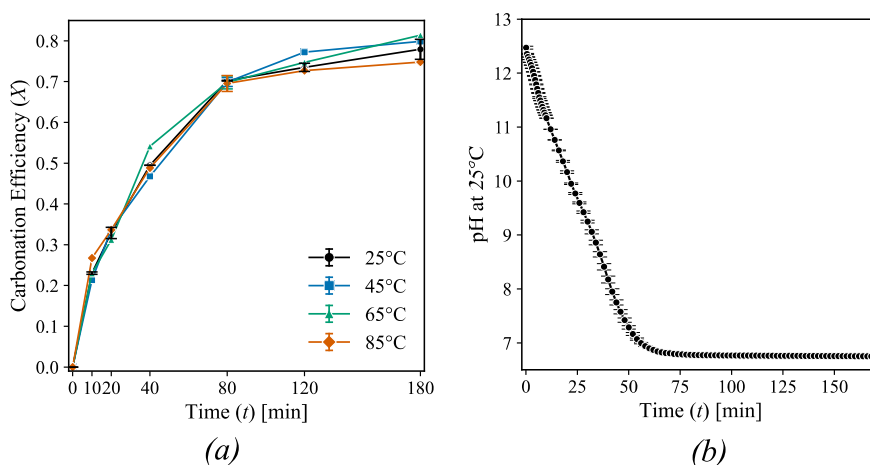 0.8
0.7
0.6
0.5
0.4
0.3
0.2
0.1
0.0
Carbonation Efficiency (X)
25°C
45°C
65°C
85°C
0 10 20 40 80 120 180
Time (t) [min]
(a)
13
12
11
10
9
8
7
pH at 25°C
0 25 50 75 100 125 150
Time (t) [min]
(b)